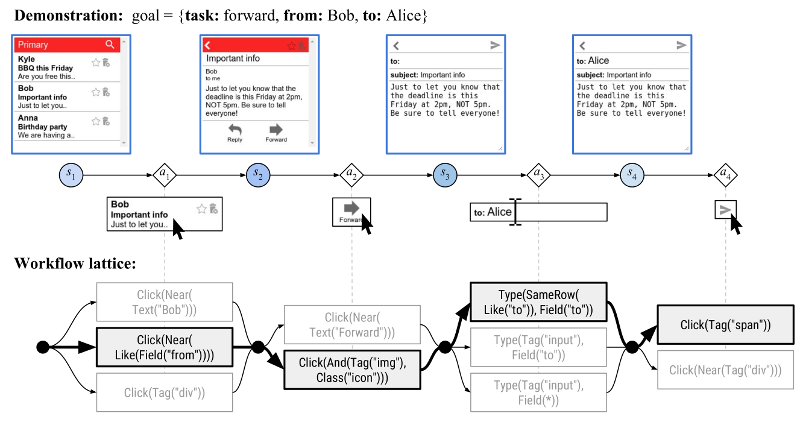 Demonstration: goal = {task: forward, from: Bob, to: Alice}
Primary
Kyle
BBQ this Friday
Are you free this..
Bob
Important info
Just to let you..
Anna
Birthday party
We are having a..
Important info
Bob
to me
Just to let you know that the
deadline is this Friday at 2pm,
NOT 5pm. Be sure to tell
everyone!
Reply
Forward
to:
subject: Important info
Just to let you know that
the deadline is this
Friday at 2pm, NOT 5pm.
Be sure to tell everyone!
to: Alice
subject: Important info
Just to let you know that
the deadline is this
Friday at 2pm, NOT 5pm.
Be sure to tell everyone!
s1
a1
s2
a2
s3
a3
s4
a4
Bob
Important info
Just to let you..
Forward
to: Alice
Workflow lattice:
Click(Near(
Text("Bob")))
Click(Near(
Like(Field("from"))))
Click(Tag("div"))
Click(Near(
Text("Forward")))
Click(And(Tag("img"),
Class("icon")))
Type(SameRow(
Like("to")), Field("to"))
Type(Tag("input"),
Field("to"))
Type(Tag("input"),
Field(*))
Click(Tag("span"))
Click(Near(Tag("div")))